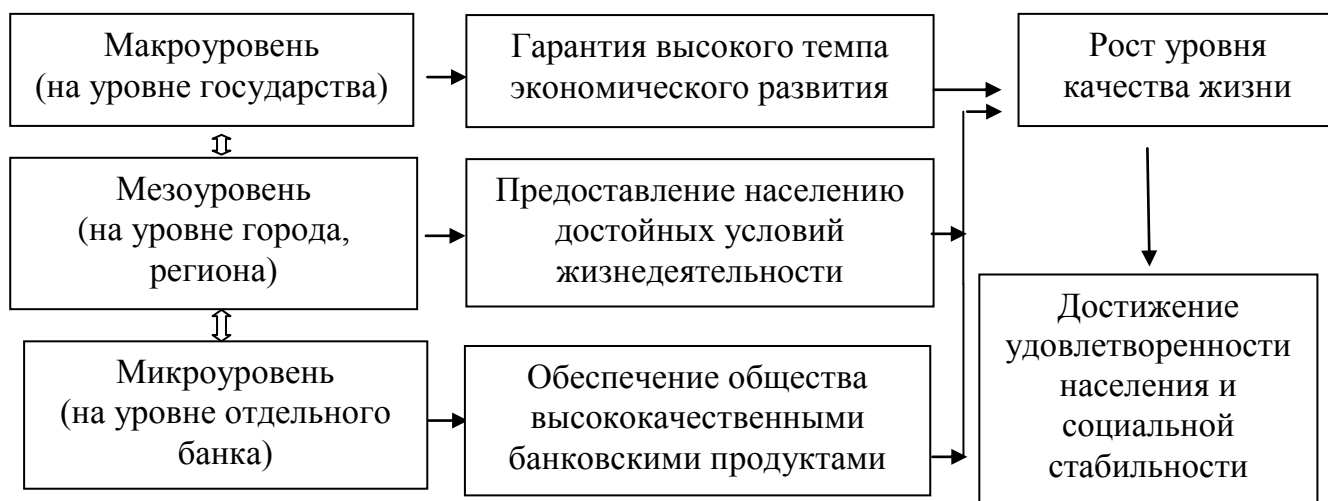 Макроуровень
(на уровне государства)
Гарантия высокого темпа
экономического развития
Рост уровня
качества жизни
Мезоуровень
(на уровне города,
региона)
Предоставление населению
достойных условий
жизнедеятельности
Достижение
удовлетворенности
населения и
социальной
стабильности
Микроуровень
(на уровне отдельного
банка)
Обеспечение общества
высококачественными
банковскими продуктами